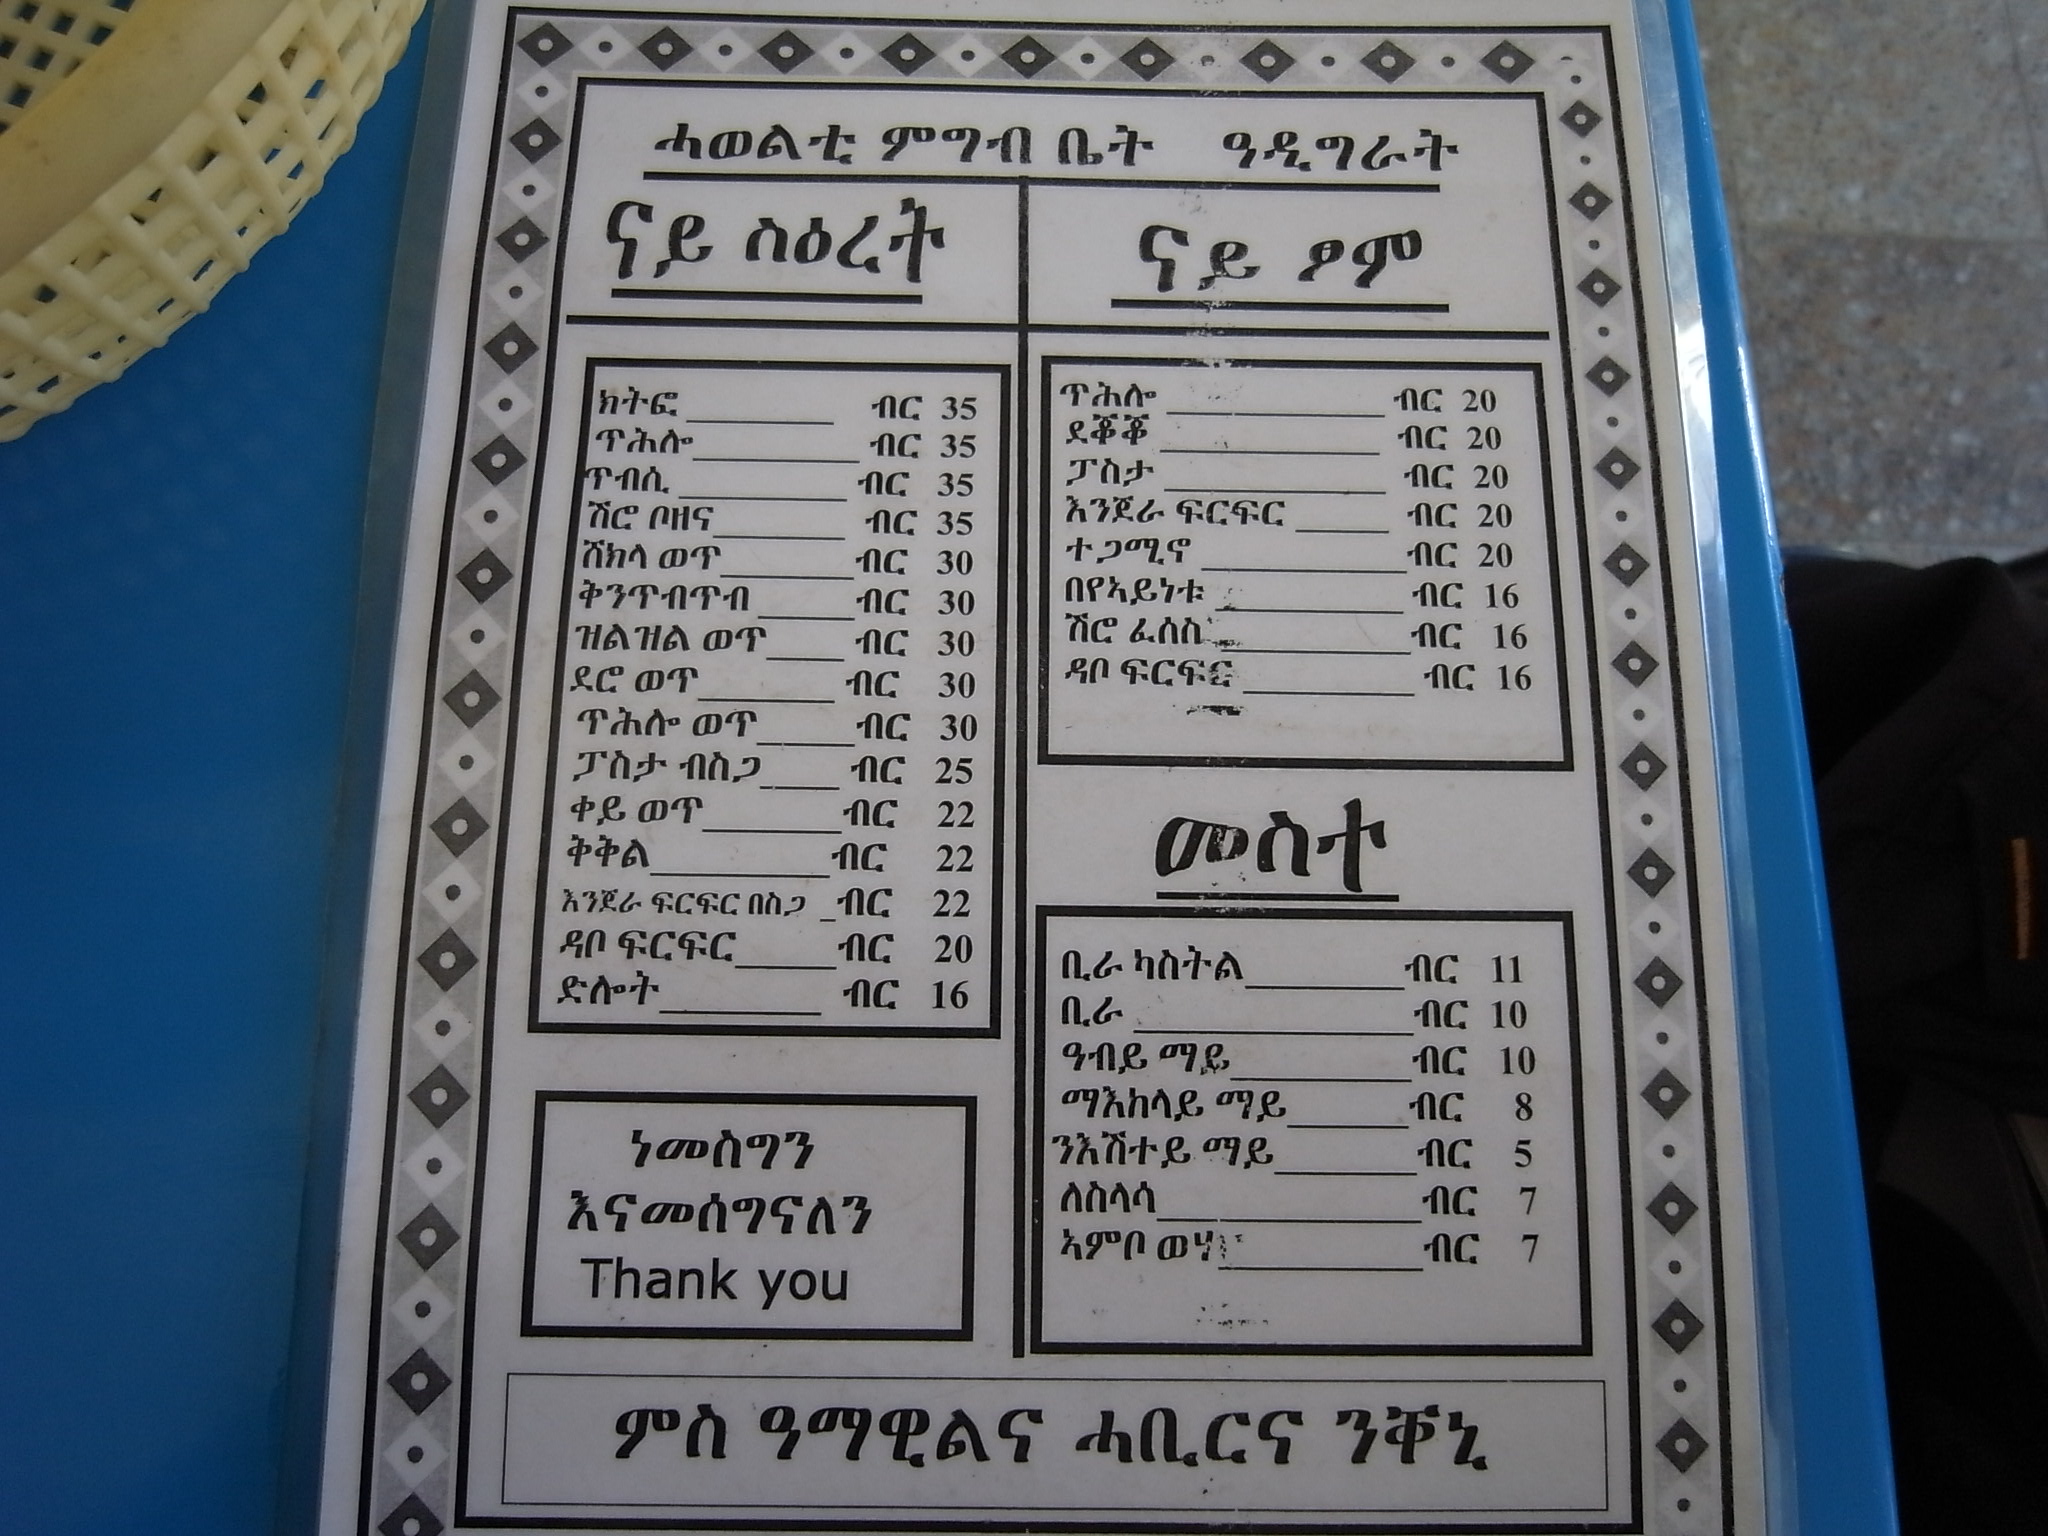 ሓወልቲ ምግብ ቤት ዓዲግራት
ናይ ስዕረት
ክትፎ ብር 35
ጥሕሎ ብር 35
ጥብሲ ብር 35
ሽሮ ቦዘና ብር 35
ሸክላ ወጥ ብር 30
ቅንጥብጥብ ብር 30
ዝልዝል ወጥ ብር 30
ደሮ ወጥ ብር 30
ጥሕሎ ወጥ ብር 30
ፓስታ ብስጋ ብር 25
ቀይ ወጥ ብር 22
ቅቅል ብር 22
እንጀራ ፍርፍር በስጋ ብር 22
ዳቦ ፍርፍር ብር 20
ድሎት ብር 16
ነመስግን
እናመሰግናለን
Thank you
ናይ ፆም
ጥሕሎ ብር 20
ደቆቆ ብር 20
ፓስታ ብር 20
እንጀራ ፍርፍር ብር 20
ተጋሚኖ ብር 20
በየኣይነቱ ብር 16
ሽሮ ፈሰስ ብር 16
ዳቦ ፍርፍር ብር 16
መስተ
ቢራ ካስትል ብር 11
ቢራ ብር 10
ዓብይ ማይ ብር 10
ማእከላይ ማይ ብር 8
ንእሽተይ ማይ ብር 5
ለስላሳ ብር 7
ኣምቦ ወሃ ብር 7
ምስ ዓማዊልና ሓቢርና ንቐኒ